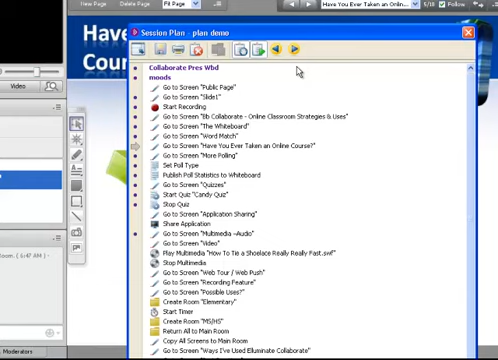 New Page
Delete Page
Fit Page
Have You Ever Taken an Onlin...
5/18
Follow
Have
Cour
Session Plan - plan demo
Video
Collaborate Pres Wbd
moods
Go to Screen "Public Page"
Go to Screen "Slide1"
Start Recording
Go to Screen "Bb Collaborate - Online Classroom Strategies & Uses"
Go to Screen "The Whiteboard"
Go to Screen "Word Match"
Go to Screen "Have You Ever Taken an Online Course?"
Go to Screen "More Polling"
Set Poll Type
Publish Poll Statistics to Whiteboard
Go to Screen "Quizzes"
Start Quiz "Candy Quiz"
Stop Quiz
Go to Screen "Application Sharing"
Share Application
Go to Screen "Multimedia –Audio"
Go to Screen "Video"
Play Multimedia "How To Tie a Shoelace Really Really Fast.swf"
Stop Multimedia
Go to Screen "Web Tour / Web Push"
Go to Screen "Recording Feature"
Go to Screen "Possible Uses?"
Create Room "Elementary"
Start Timer
Create Room "MS/HS"
Return All to Main Room
Copy All Screens to Main Room
Go to Screen "Ways I've Used Elluminate Collaborate"
Room. ( 6:47 AM ) -
Moderators